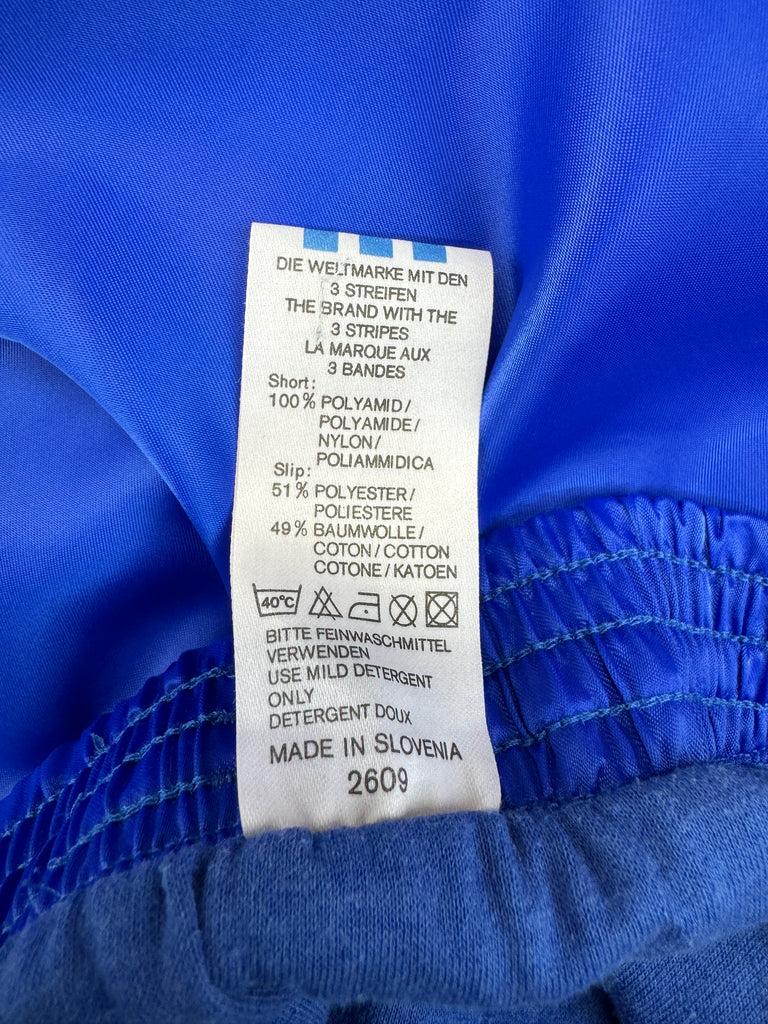 DIE WELTMARKE MIT DEN
3 STREIFEN
THE BRAND WITH THE
3 STRIPES
LA MARQUE AUX
3 BANDES
Short:
100% POLYAMID/
POLYAMIDE/
NYLON/
POLIAMMIDICA
Slip:
51% POLYESTER/
POLIESTERE
49% BAUMWOLLE/
COTON/COTTON
COTONE/KATOEN
40°C
BITTE FEINWASCHMITTEL
VERWENDEN
USE MILD DETERGENT
ONLY
DETERGENT DOUX
MADE IN SLOVENIA
2609